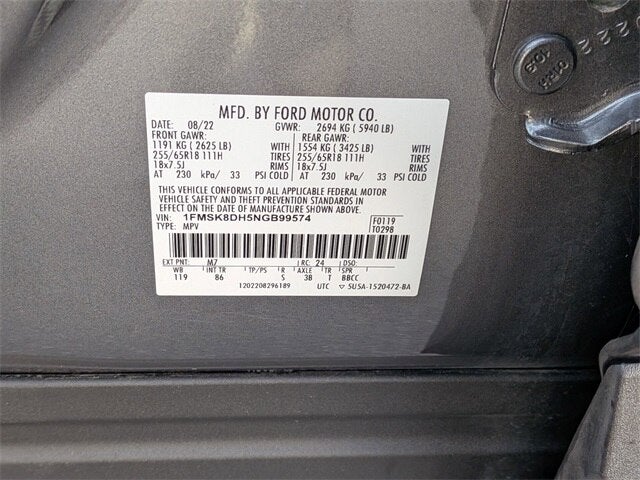 MFD. BY FORD MOTOR CO.
DATE: 08/22 GVWR: 2694 KG ( 5940 LB)
FRONT GAWR: REAR GAWR:
1191 KG ( 2625 LB) WITH 1554 KG ( 3425 LB) WITH
255/65R18 111H TIRES 255/65R18 111H TIRES
18x7.5J RIMS 18x7.5J RIMS
AT 230 kPa/ 33 PSI COLD AT 230 kPa/ 33 PSI COLD
THIS VEHICLE CONFORMS TO ALL APPLICABLE FEDERAL MOTOR
VEHICLE SAFETY AND THEFT PREVENTION STANDARDS IN
EFFECT ON THE DATE OF MANUFACTURE SHOWN ABOVE.
VIN: 1FMSK8DH5NGB99574 F0119
TYPE: MPV T0298
EXT PNT: M7 RC: 24 DSO:
WB INT TR TP/PS R AXLE TR SPR
119 86 S 3B T BBCC
1202208296189 UTC ▽ 5U5A-1520472-BA
222